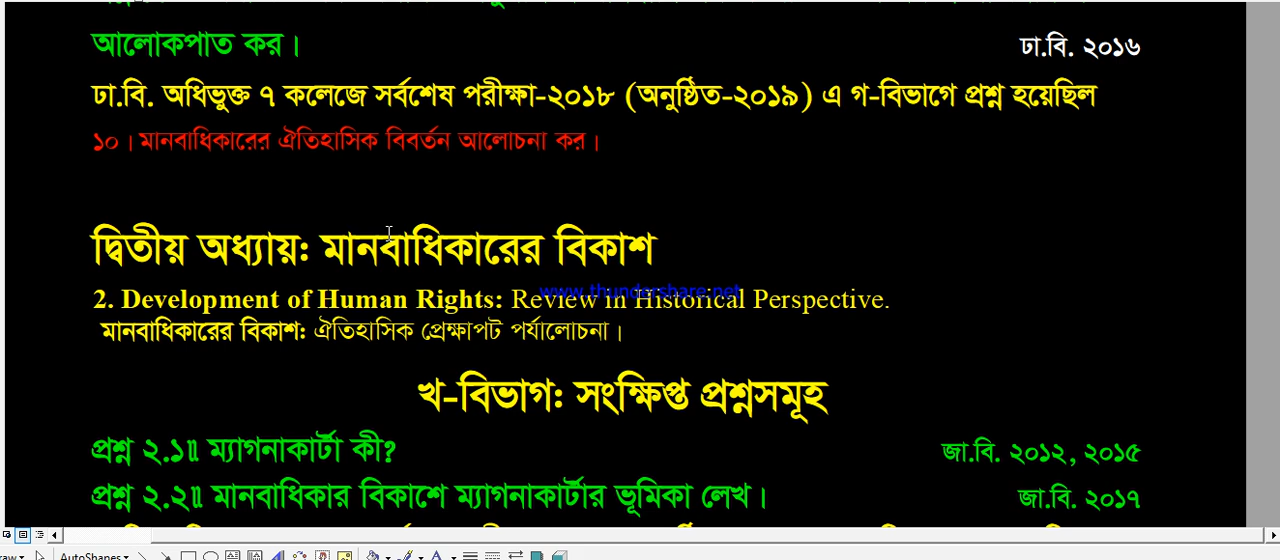 আলোকপাত কর। ঢা.বি. ২০১৬
ঢা.বি. অধিভুক্ত ৭ কলেজে সর্বশেষ পরীক্ষা-২০১৮ (অনুষ্ঠিত-২০১৯) এ গ-বিভাগে প্রশ্ন হয়েছিল
১০। মানবাধিকারের ঐতিহাসিক বিবর্তন আলোচনা কর।
দ্বিতীয় অধ্যায়: মানবাধিকারের বিকাশ
www.thundershare.net
2. Development of Human Rights: Review in Historical Perspective.
মানবাধিকারের বিকাশ: ঐতিহাসিক প্রেক্ষাপট পর্যালোচনা।
খ-বিভাগ: সংক্ষিপ্ত প্রশ্নসমূহ
প্রশ্ন ২.১॥ ম্যাগনাকার্টা কী? জা.বি. ২০১২, ২০১৫
প্রশ্ন ২.২॥ মানবাধিকার বিকাশে ম্যাগনাকার্টার ভূমিকা লেখ। জা.বি. ২০১৭
AutoShapes